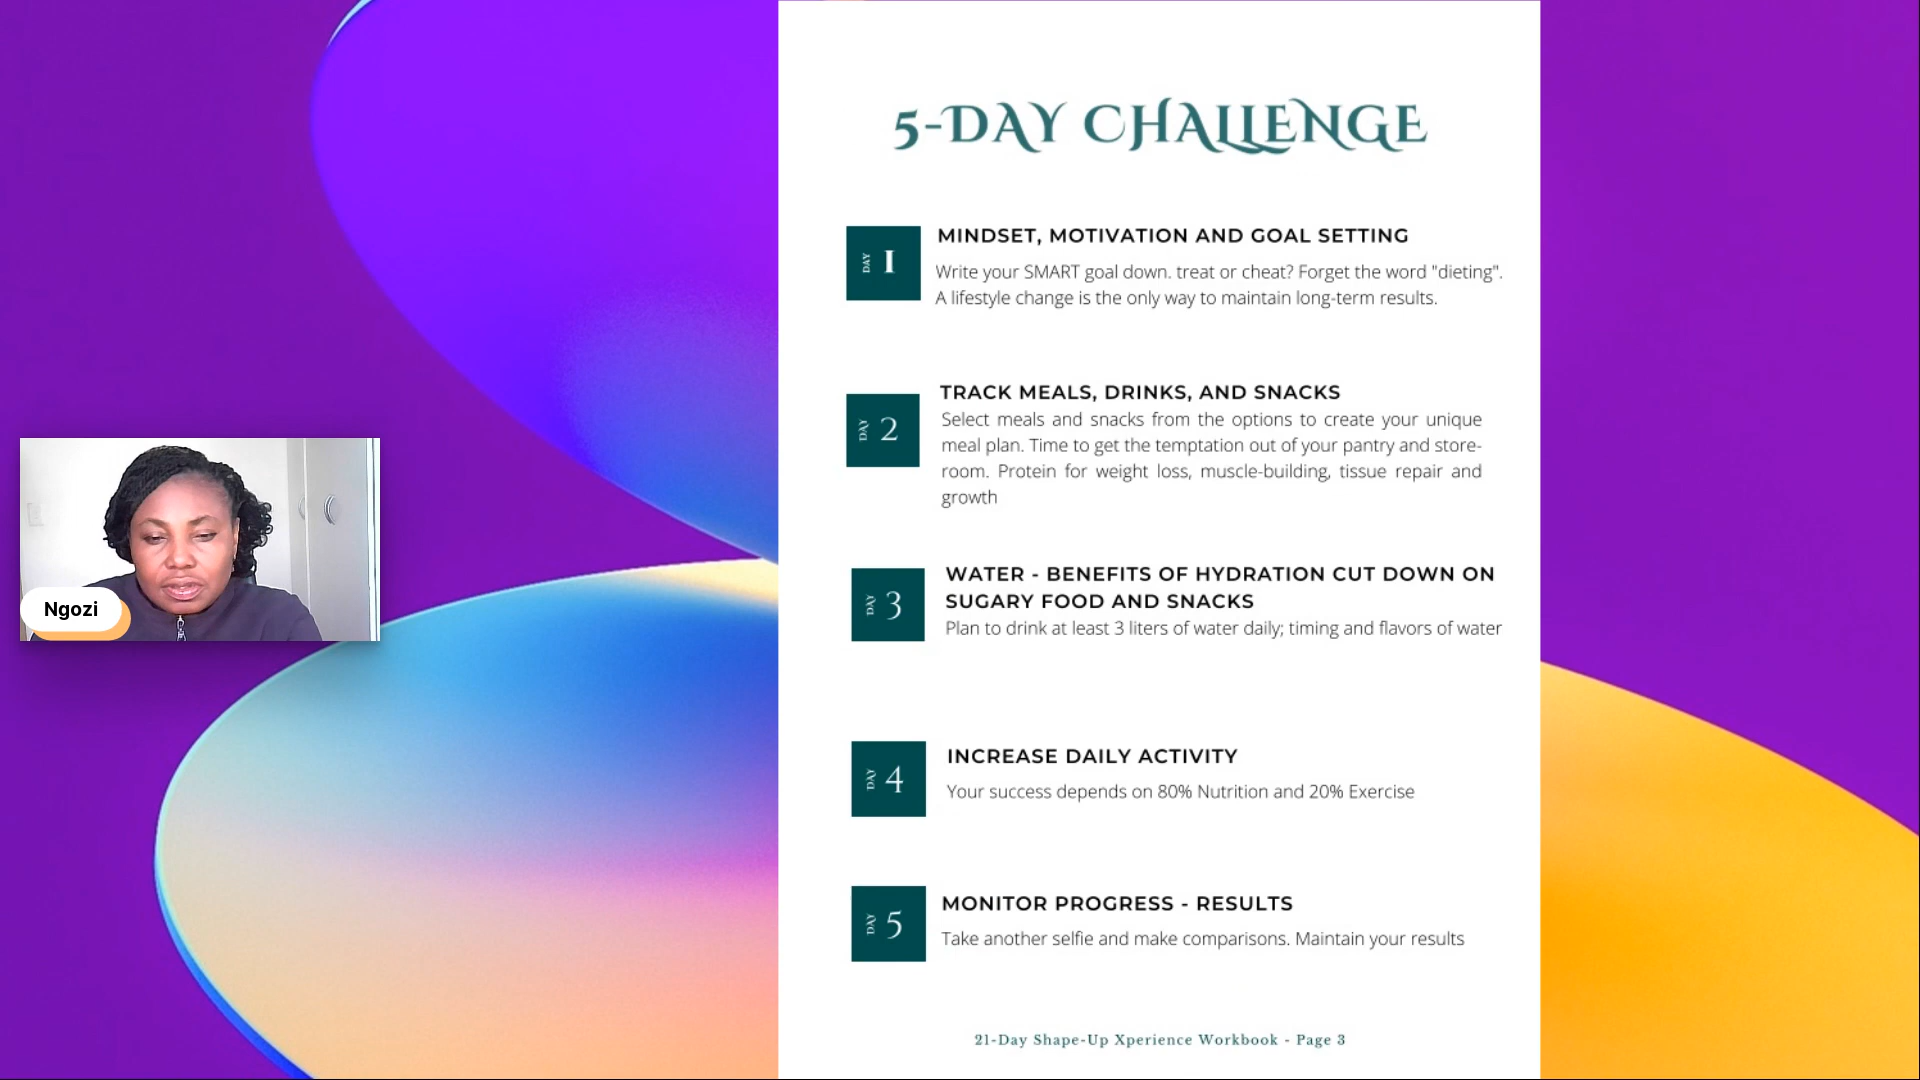 5-DAY CHALLENGE
DAY 1
MINDSET, MOTIVATION AND GOAL SETTING
Write your SMART goal down. treat or cheat? Forget the word "dieting".
A lifestyle change is the only way to maintain long-term results.
DAY 2
TRACK MEALS, DRINKS, AND SNACKS
Select meals and snacks from the options to create your unique
meal plan. Time to get the temptation out of your pantry and store-
room. Protein for weight loss, muscle-building, tissue repair and
growth
DAY 3
WATER - BENEFITS OF HYDRATION CUT DOWN ON
SUGARY FOOD AND SNACKS
Plan to drink at least 3 liters of water daily; timing and flavors of water
DAY 4
INCREASE DAILY ACTIVITY
Your success depends on 80% Nutrition and 20% Exercise
DAY 5
MONITOR PROGRESS - RESULTS
Take another selfie and make comparisons. Maintain your results
21-Day Shape-Up Xperience Workbook - Page 3
Ngozi